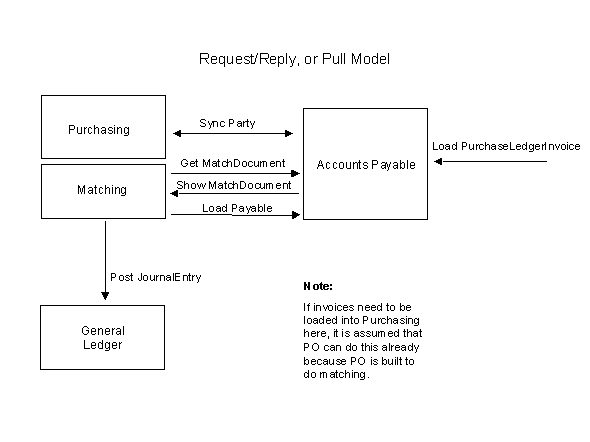 Request/Reply, or Pull Model
Purchasing
Sync Party
Load PurchaseLedgerInvoice
Accounts Payable
Get MatchDocument
Matching
Show MatchDocument
Load Payable
Post JournalEntry
General
Ledger
Note:
If invoices need to be
loaded into Purchasing
here, it is assumed that
PO can do this already
because PO is built to
do matching.